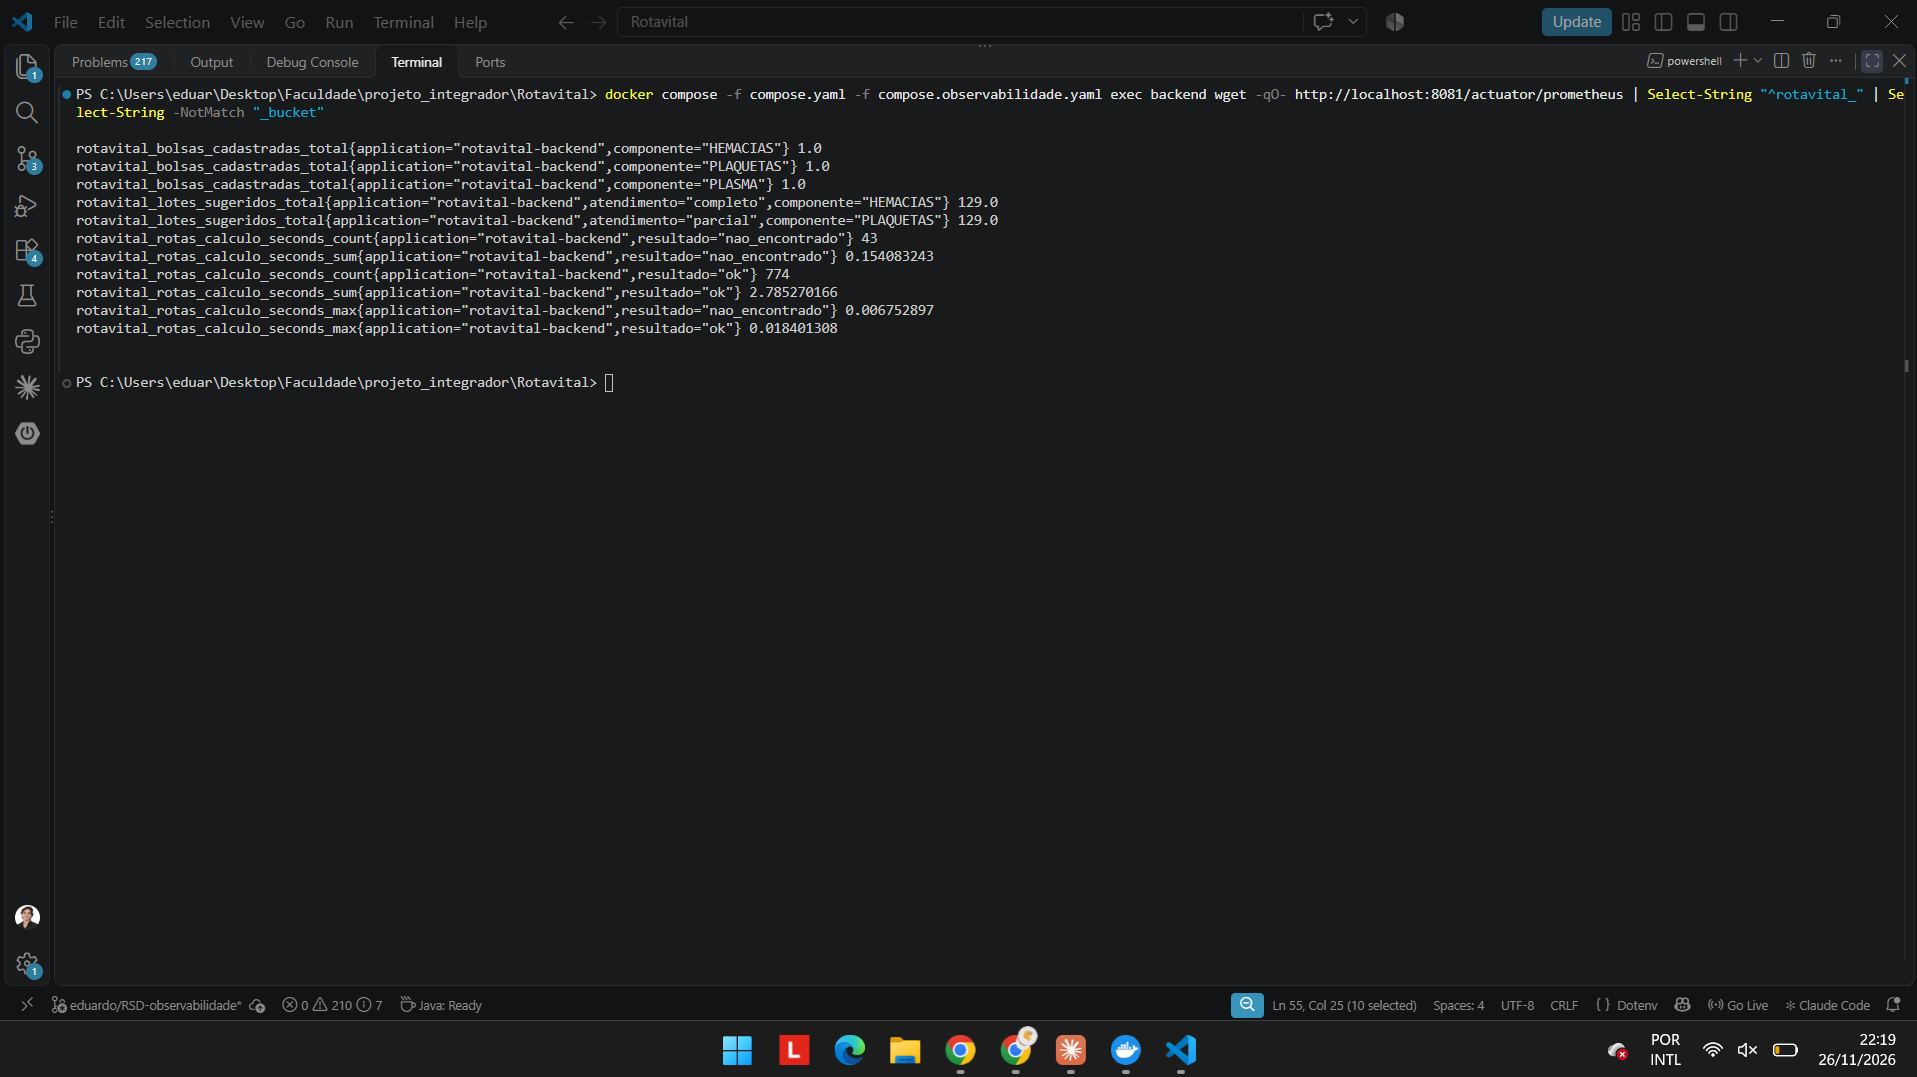 File Edit Selection View Go Run Terminal Help
Rotavital
Update
Problems 217 Output Debug Console Terminal Ports
powershell
PS C:\Users\eduar\Desktop\Faculdade\projeto_integrador\Rotavital> docker compose -f compose.yaml -f compose.observabilidade.yaml exec backend wget -qO- http://localhost:8081/actuator/prometheus | Select-String "^rotavital_" | Se
lect-String -NotMatch "_bucket"
rotavital_bolsas_cadastradas_total{application="rotavital-backend",componente="HEMACIAS"} 1.0
rotavital_bolsas_cadastradas_total{application="rotavital-backend",componente="PLAQUETAS"} 1.0
rotavital_bolsas_cadastradas_total{application="rotavital-backend",componente="PLASMA"} 1.0
rotavital_lotes_sugeridos_total{application="rotavital-backend",atendimento="completo",componente="HEMACIAS"} 129.0
rotavital_lotes_sugeridos_total{application="rotavital-backend",atendimento="parcial",componente="PLAQUETAS"} 129.0
rotavital_rotas_calculo_seconds_count{application="rotavital-backend",resultado="nao_encontrado"} 43
rotavital_rotas_calculo_seconds_sum{application="rotavital-backend",resultado="nao_encontrado"} 0.154083243
rotavital_rotas_calculo_seconds_count{application="rotavital-backend",resultado="ok"} 774
rotavital_rotas_calculo_seconds_sum{application="rotavital-backend",resultado="ok"} 2.785270166
rotavital_rotas_calculo_seconds_max{application="rotavital-backend",resultado="nao_encontrado"} 0.006752897
rotavital_rotas_calculo_seconds_max{application="rotavital-backend",resultado="ok"} 0.018401308
PS C:\Users\eduar\Desktop\Faculdade\projeto_integrador\Rotavital>
1
3
4
1
eduardo/RSD-observabilidade* 0 210 7 Java: Ready
Ln 55, Col 25 (10 selected) Spaces: 4 UTF-8 CRLF { } Dotenv Go Live Claude Code
L
POR
INTL
22:19
26/11/2026